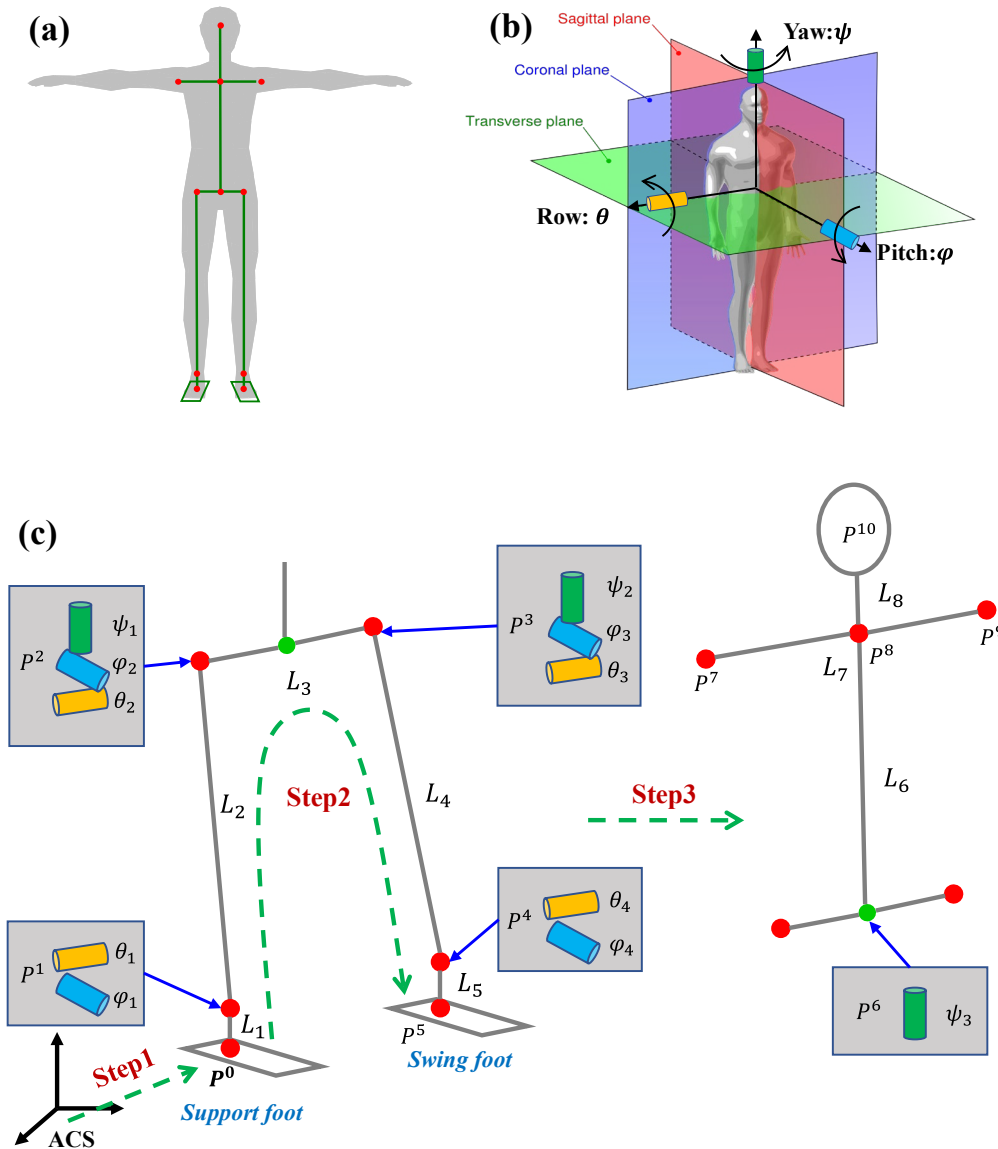 (a)
(b)
Sagittal plane
Yaw:ψ
Coronal plane
Transverse plane
Row: θ
Pitch:φ
(c)
P¹⁰
ψ₁
P²
φ₂
θ₂
ψ₂
P³
φ₃
θ₃
L₈
P⁷
L₇
P⁸
L₃
L₂
Step2
L₄
Step3
L₆
P¹
θ₁
φ₁
P⁴
θ₄
φ₄
L₁
L₅
P⁵
P⁰
Step1
Swing foot
Support foot
ACS
P⁶
ψ₃